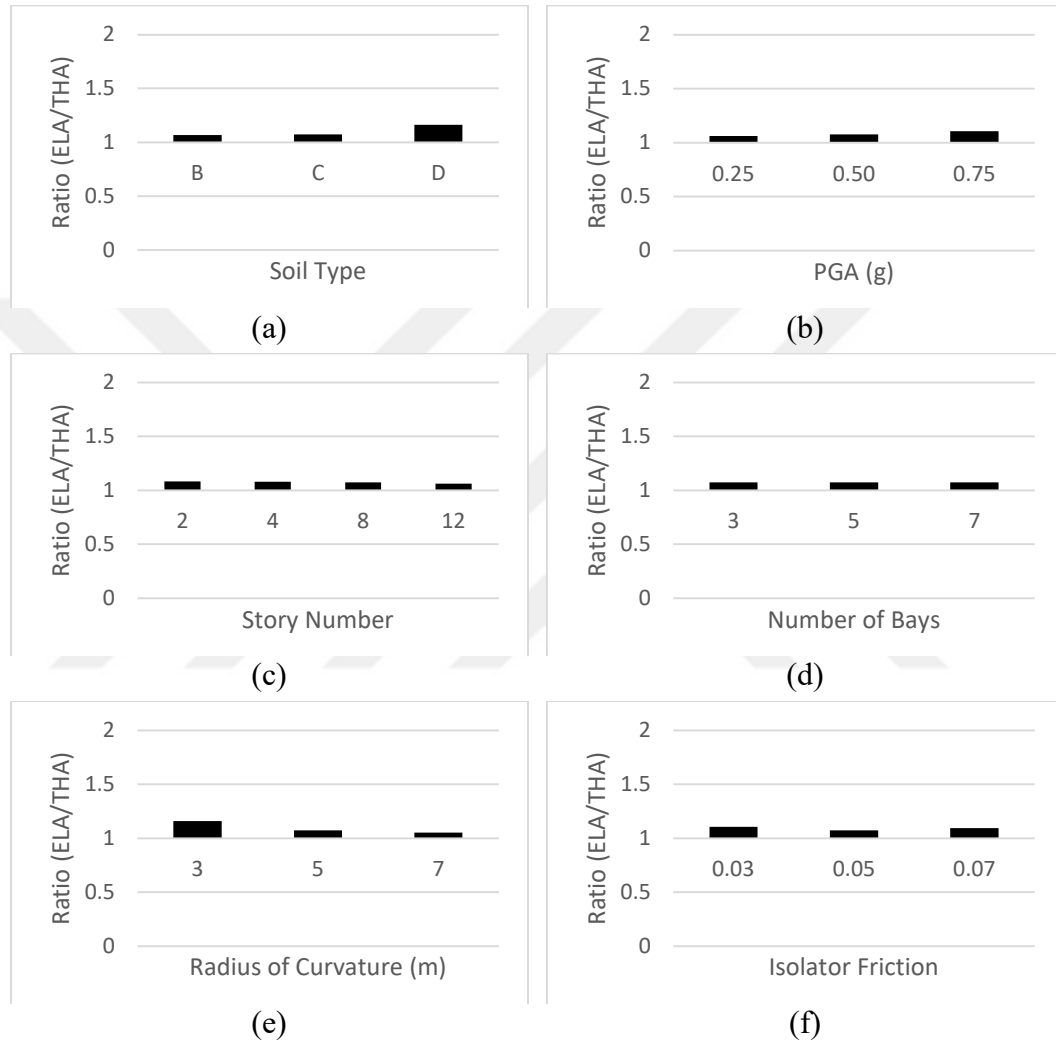 2
1.5
1
0.5
0
Ratio (ELA/THA)
B C D
Soil Type
(a)
2
1.5
1
0.5
0
Ratio (ELA/THA)
0.25 0.50 0.75
PGA (g)
(b)
2
1.5
1
0.5
0
Ratio (ELA/THA)
2 4 8 12
Story Number
(c)
2
1.5
1
0.5
0
Ratio (ELA/THA)
3 5 7
Number of Bays
(d)
2
1.5
1
0.5
0
Ratio (ELA/THA)
3 5 7
Radius of Curvature (m)
(e)
2
1.5
1
0.5
0
Ratio (ELA/THA)
0.03 0.05 0.07
Isolator Friction
(f)